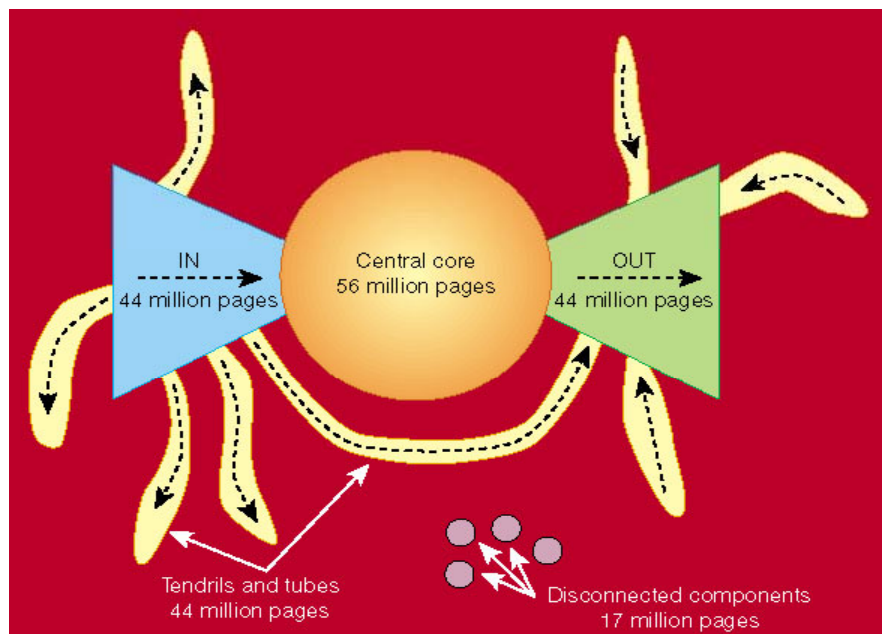 IN
44 million pages
Central core
56 million pages
OUT
44 million pages
Tendrils and tubes
44 million pages
Disconnected components
17 million pages